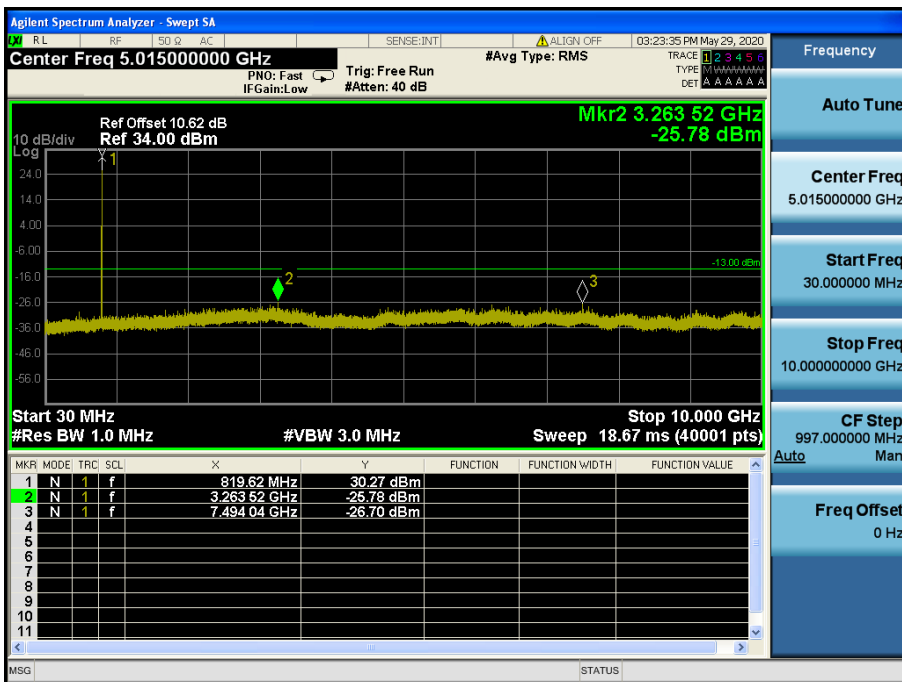 Agilent Spectrum Analyzer - Swept SA
LXI RL RF 50 Ω AC SENSE:INT ALIGN OFF 03:23:35 PM May 29, 2020
Center Freq 5.015000000 GHz #Avg Type: RMS TRACE 1 2 3 4 5 6
PNO: Fast Trig: Free Run TYPE M WWWWW
IFGain:Low #Atten: 40 dB DET A A A A A A
Mkr2 3.263 52 GHz
-25.78 dBm
Ref Offset 10.62 dB
10 dB/div Ref 34.00 dBm
Log
1
24.0
14.0
4.00
-6.00
-13.00 dBm
-16.0
2
3
-26.0
-36.0
-46.0
-56.0
Start 30 MHz Stop 10.000 GHz
#Res BW 1.0 MHz #VBW 3.0 MHz Sweep 18.67 ms (40001 pts)
MKR MODE TRC SCL X Y FUNCTION FUNCTION WIDTH FUNCTION VALUE
1 N 1 f 819.62 MHz 30.27 dBm
2 N 1 f 3.263 52 GHz -25.78 dBm
3 N 1 f 7.494 04 GHz -26.70 dBm
4
5
6
7
8
9
10
11
MSG STATUS
Frequency
Auto Tune
Center Freq
5.015000000 GHz
Start Freq
30.000000 MHz
Stop Freq
10.000000000 GHz
CF Step
997.000000 MHz
Auto Man
Freq Offset
0 Hz